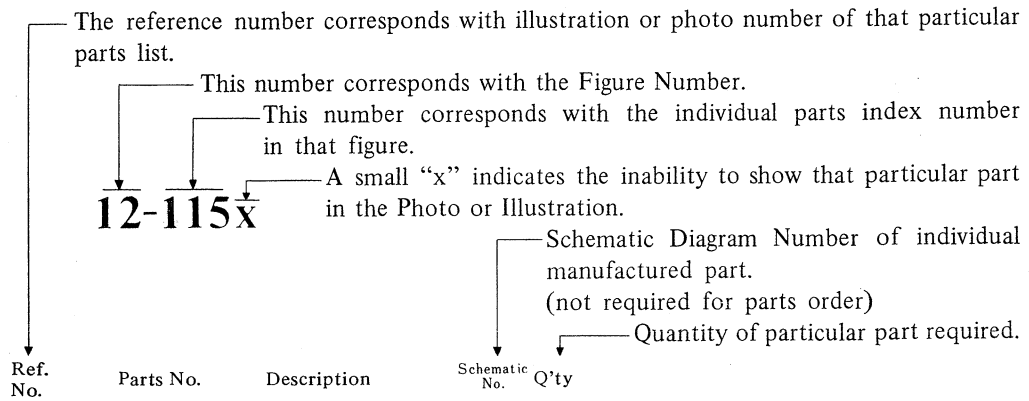 The reference number corresponds with illustration or photo number of that particular
parts list.
This number corresponds with the Figure Number.
This number corresponds with the individual parts index number
in that figure.
A small “x” indicates the inability to show that particular part
in the Photo or Illustration.
12-115x
Schematic Diagram Number of individual
manufactured part.
(not required for parts order)
Quantity of particular part required.
Ref.
No.
Parts No.
Description
Schematic
No.
Q'ty